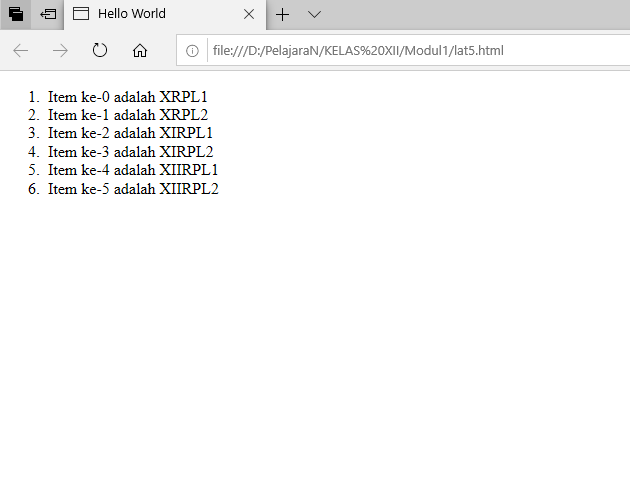 Hello World
file:///D:/PelajaraN/KELAS%20XII/Modul1/lat5.html
1. Item ke-0 adalah XRPL1
2. Item ke-1 adalah XRPL2
3. Item ke-2 adalah XIRPL1
4. Item ke-3 adalah XIRPL2
5. Item ke-4 adalah XIIRPL1
6. Item ke-5 adalah XIIRPL2